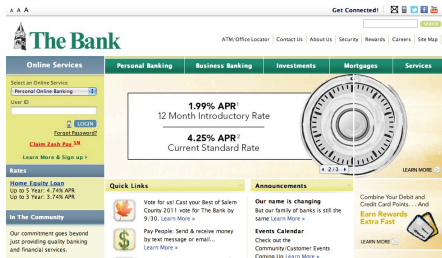 A A A
Get Connected!
search
The Bank
ATM/Office Locator Contact Us About Us Security Rewards Careers Site Map
Online Services
Personal Banking Business Banking Investments Mortgages Services
Select an Online Service
Personal Online Banking
User ID
LOGIN
Forgot Password?
Claim Zash Pay SM
Learn More & Sign up
1.99% APR1
12 Month Introductory Rate
4.25% APR2
Current Standard Rate
2 / 3
LEARN MORE
Rates
Home Equity Loan
Up to 5 Year: 4.74% APR
Up to 3 Year: 3.74% APR
In The Community
Our commitment goes beyond
just providing quality banking
and financial services.
Quick Links
Vote for us! Cast your Best of Salem
County 2011 vote for The Bank by
9/30. Learn More »
Pay People: Send & receive money
by text message or email...
Learn More »
Announcements
Our name is changing
But our family of banks is still the
same Learn More »
Events Calendar
Check out the
Community/Customer Events
Coming Up Learn More »
Combine Your Debit and
Credit Card Points. . . And
Earn Rewards
Extra Fast
LEARN MORE